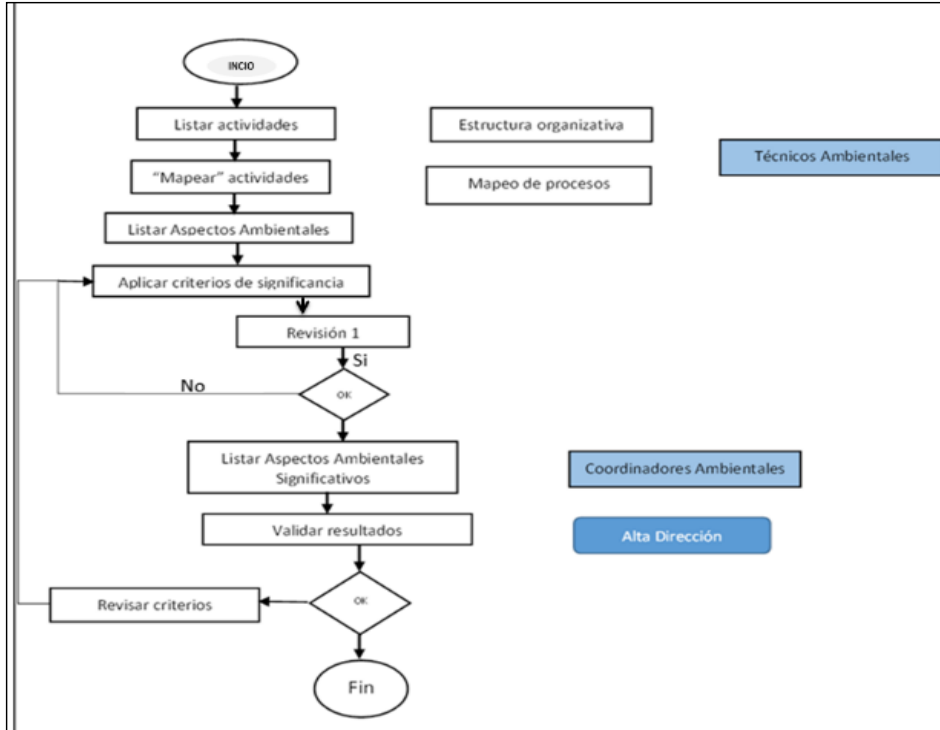 INCIO
Listar actividades
Estructura organizativa
Técnicos Ambientales
"Mapear" actividades
Mapeo de procesos
Listar Aspectos Ambientales
Aplicar criterios de significancia
Revisión 1
Si
No
OK
Listar Aspectos Ambientales
Significativos
Coordinadores Ambientales
Validar resultados
Alta Dirección
Revisar criterios
OK
Fin